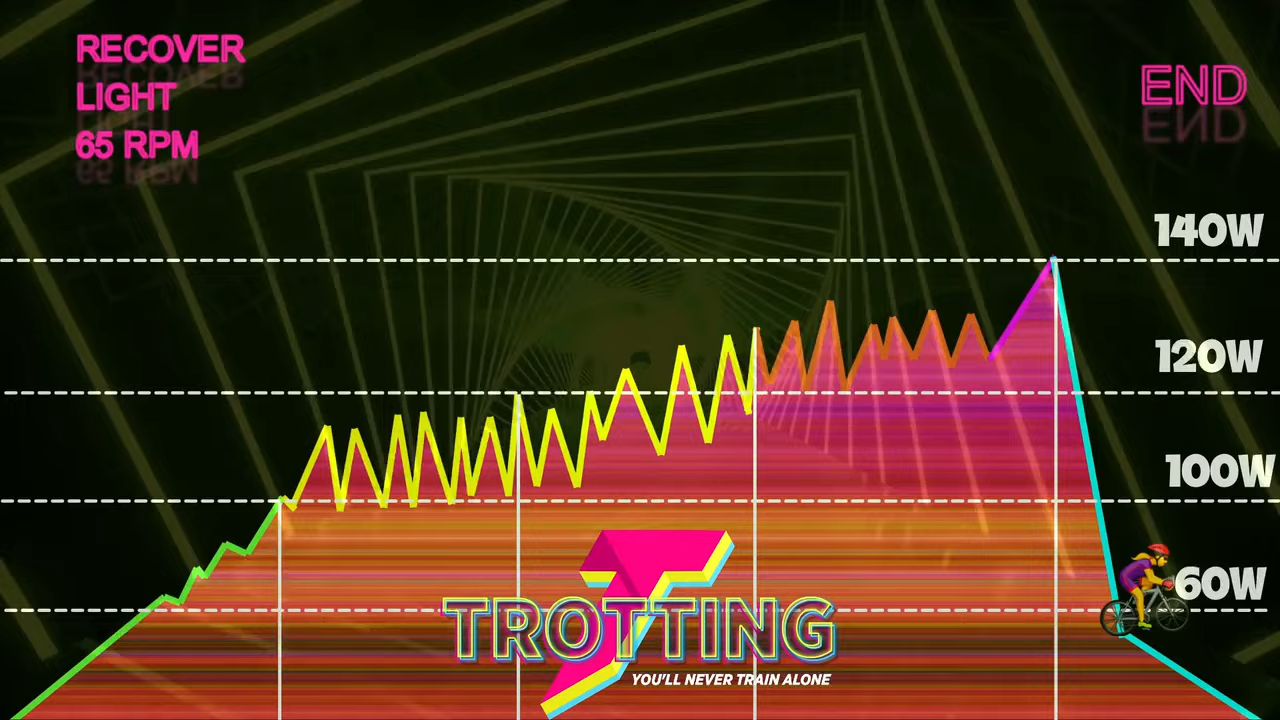 RECOVER
LIGHT
65 RPM
END
140W
120W
100W
60W
TROTTING
YOU'LL NEVER TRAIN ALONE